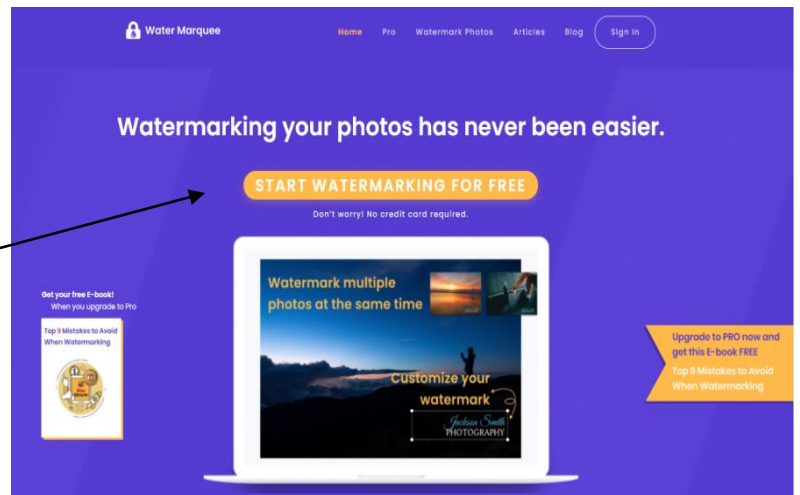 Water Marquee
Home Pro Watermark Photos Articles Blog Sign In
Watermarking your photos has never been easier.
START WATERMARKING FOR FREE
Don't worry! No credit card required.
Watermark multiple
photos at the same time
Customize your
watermark
Jackson Smith
PHOTOGRAPHY
Get your free E-book!
When you upgrade to Pro
Top 9 Mistakes to Avoid
When Watermarking
Upgrade to PRO now and
get this E-book FREE
Top 9 Mistakes to Avoid
When Watermarking